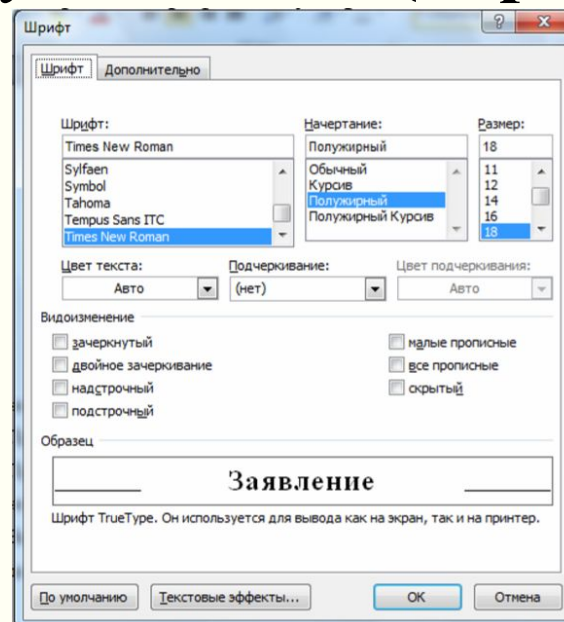 Шрифт
Шрифт Дополнительно
Шрифт: Начертание: Размер:
Times New Roman Полужирный 18
Sylfaen Обычный 11
Symbol Курсив 12
Tahoma Полужирный 14
Tempus Sans ITC Полужирный Курсив 16
Times New Roman 18
Цвет текста: Подчеркивание: Цвет подчеркивания:
Авто (нет) Авто
Видоизменение
зачеркнутый малые прописные
двойное зачеркивание все прописные
надстрочный скрытый
подстрочный
Образец
Заявление
Шрифт TrueType. Он используется для вывода как на экран, так и на принтер.
По умолчанию Текстовые эффекты... ОК Отмена